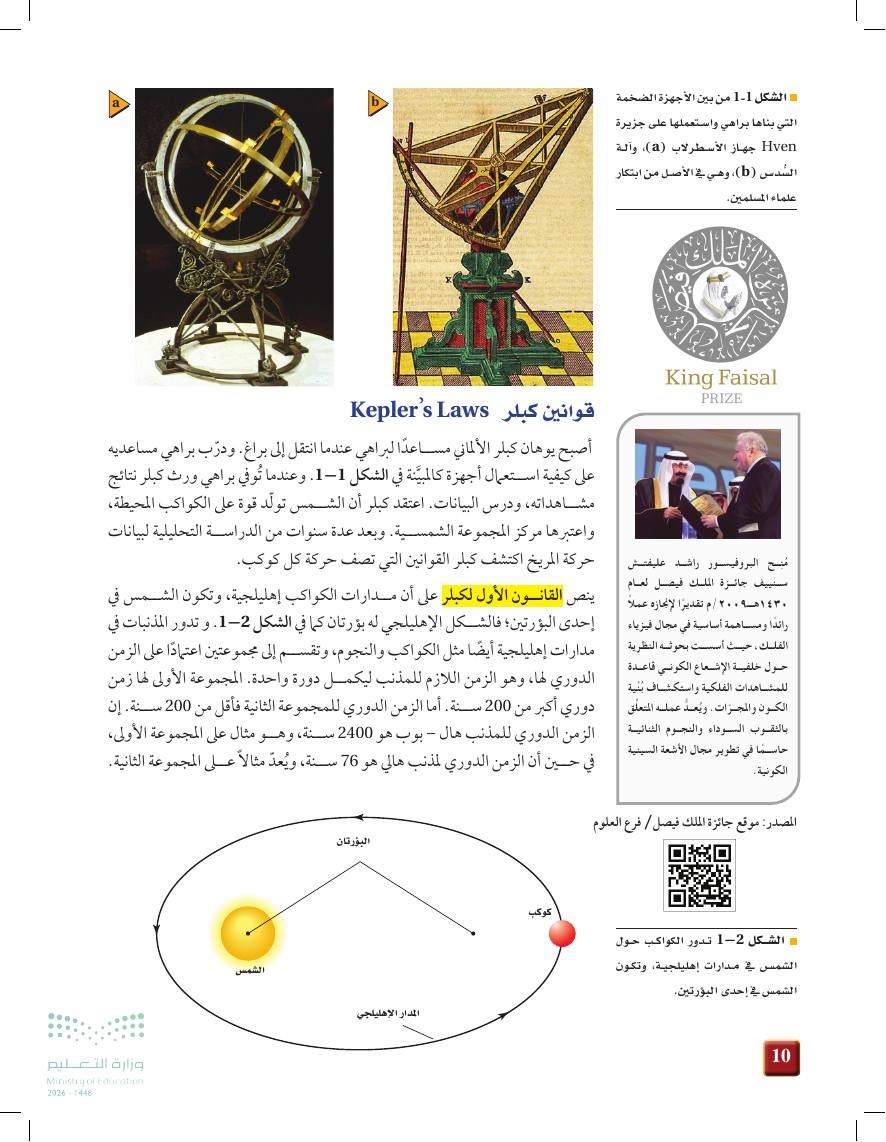 a
b
■ الشكل 1-1 من بين الأجهزة الضخمة
التي بناها براهي واستعملها على جزيرة
Hven جهاز الأسطرلاب (a)، وآلة
السُّدس (b)، وهي في الأصل من ابتكار
علماء المسلمين.
King Faisal
PRIZE
قوانين كبلر Kepler's Laws
أصبح يوهان كبلر الألماني مساعدًا لبراهي عندما انتقل إلى براغ. ودرّب براهي مساعديه
على كيفية استعمال أجهزة كالمبيَّنة في الشكل 1–1. وعندما تُوفي براهي ورث كبلر نتائج
مشاهداته، ودرس البيانات. اعتقد كبلر أن الشمس تولّد قوة على الكواكب المحيطة،
واعتبرها مركز المجموعة الشمسية. وبعد عدة سنوات من الدراسة التحليلية لبيانات
حركة المريخ اكتشف كبلر القوانين التي تصف حركة كل كوكب.
ينص القانون الأول لكبلر على أن مدارات الكواكب إهليلجية، وتكون الشمس في
إحدى البؤرتين؛ فالشكل الإهليلجي له بؤرتان كما في الشكل 2–1. و تدور المذنبات في
مدارات إهليلجية أيضًا مثل الكواكب والنجوم، وتقسم إلى مجموعتين اعتمادًا على الزمن
الدوري لها، وهو الزمن اللازم للمذنب ليكمل دورة واحدة. المجموعة الأولى لها زمن
دوري أكبر من 200 سنة. أما الزمن الدوري للمجموعة الثانية فأقل من 200 سنة. إن
الزمن الدوري للمذنب هال – بوب هو 2400 سنة، وهو مثال على المجموعة الأولى،
في حين أن الزمن الدوري لمذنب هالي هو 76 سنة، ويُعدّ مثالاً على المجموعة الثانية.
مُنح البروفيسور راشد عليفتش
سنييف جائزة الملك فيصل لعام
١٤٣٠هـ-٢٠٠٩/م تقديرًا لإنجازه عملاً
رائدًا ومساهمة أساسية في مجال فيزياء
الفلك، حيث أسست بحوثه النظرية
حول خلفية الإشعاع الكوني قاعدة
للمشاهدات الفلكية واستكشاف بُنية
الكون والمجرّات. ويُعدّ عمله المتعلّق
بالثقوب السوداء والنجوم الثنائية
حاسمًا في تطوير مجال الأشعة السينية
الكونية.
المصدر: موقع جائزة الملك فيصل/ فرع العلوم
البؤرتان
كوكب
الشمس
المدار الإهليلجي
■ الشكل 2–1 تدور الكواكب حول
الشمس في مدارات إهليلجية، وتكون
الشمس في إحدى البؤرتين.
وزارة التعليم
Ministry of Education
2026 - 1448
10